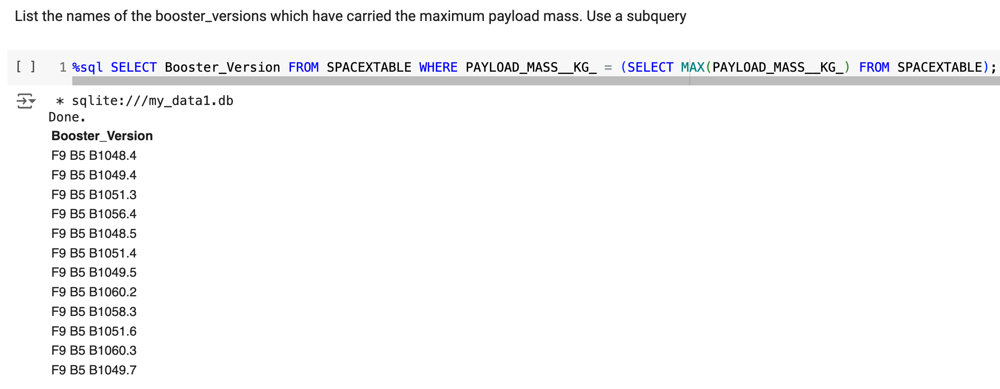 List the names of the booster_versions which have carried the maximum payload mass. Use a subquery
[ ] 1 %sql SELECT Booster_Version FROM SPACEXTABLE WHERE PAYLOAD_MASS__KG_ = (SELECT MAX(PAYLOAD_MASS__KG_) FROM SPACEXTABLE);
* sqlite:///my_data1.db
Done.
Booster_Version
F9 B5 B1048.4
F9 B5 B1049.4
F9 B5 B1051.3
F9 B5 B1056.4
F9 B5 B1048.5
F9 B5 B1051.4
F9 B5 B1049.5
F9 B5 B1060.2
F9 B5 B1058.3
F9 B5 B1051.6
F9 B5 B1060.3
F9 B5 B1049.7